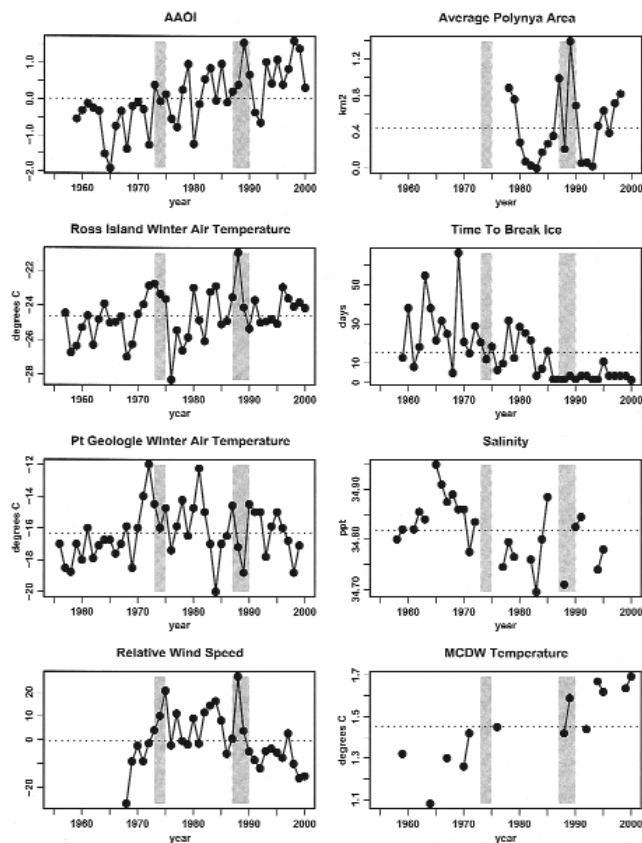 AAOI
1.0
0.0
−1.0
−2.0
1960 1970 1980 1990 2000
year
Average Polynya Area
km2
1.2
0.8
0.4
0.0
1960 1970 1980 1990 2000
year
Ross Island Winter Air Temperature
degrees C
−22
−24
−26
−28
1960 1970 1980 1990 2000
year
Time To Break Ice
days
50
30
10
0
1960 1970 1980 1990 2000
year
Pt Geologie Winter Air Temperature
degrees C
−12
−14
−16
−18
−20
1960 1970 1980 1990 2000
year
Salinity
ppt
34.90
34.80
34.70
1960 1970 1980 1990 2000
year
Relative Wind Speed
20
0
−20
1960 1970 1980 1990 2000
year
MCDW Temperature
degrees C
1.7
1.5
1.3
1.1
1960 1970 1980 1990 2000
year